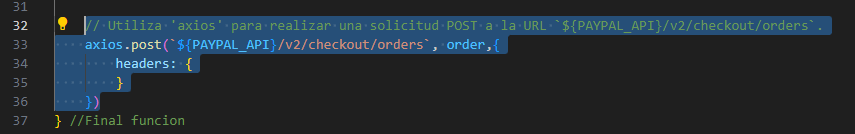 31
32 // Utiliza 'axios' para realizar una solicitud POST a la URL `${PAYPAL_API}/v2/checkout/orders`.
33 axios.post(`${PAYPAL_API}/v2/checkout/orders`, order,{
34 headers: {
35 }
36 })
37 } //Final funcion